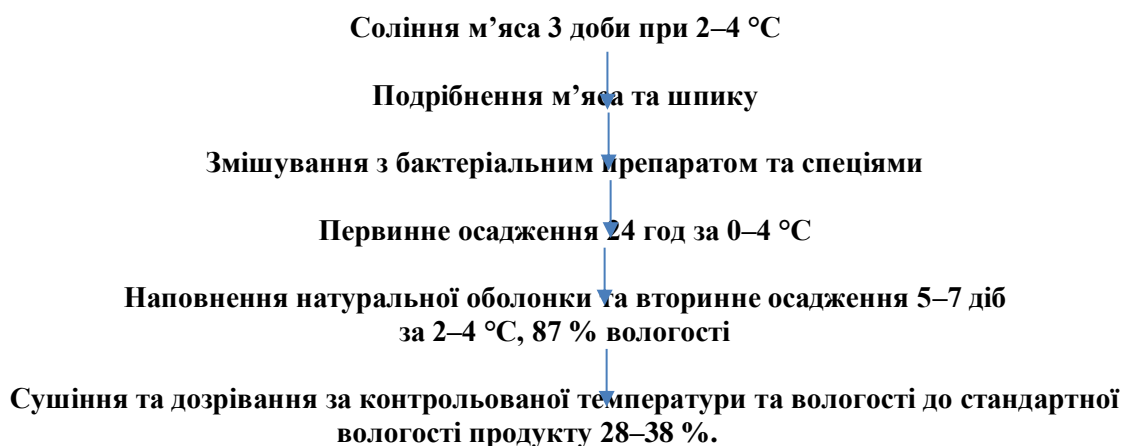 Соління м’яса 3 доби при 2–4 °С
Подрібнення м’яса та шпику
Змішування з бактеріальним препаратом та спеціями
Первинне осадження 24 год за 0–4 °С
Наповнення натуральної оболонки та вторинне осадження 5–7 діб
за 2–4 °С, 87 % вологості
Сушіння та дозрівання за контрольованої температури та вологості до стандартної
вологості продукту 28–38 %.